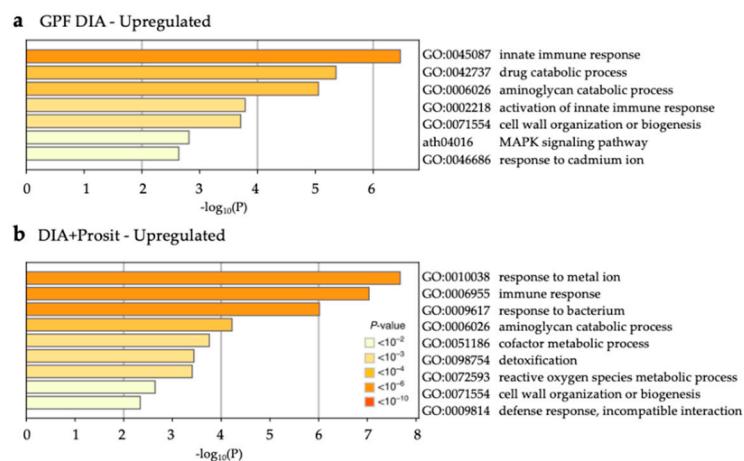 a GPF DIA - Upregulated
GO:0045087 innate immune response
GO:0042737 drug catabolic process
GO:0006026 aminoglycan catabolic process
GO:0002218 activation of innate immune response
GO:0071554 cell wall organization or biogenesis
ath04016 MAPK signaling pathway
GO:0046686 response to cadmium ion
0 1 2 3 4 5 6
-log10(P)
b DIA+Prosit - Upregulated
GO:0010038 response to metal ion
GO:0006955 immune response
GO:0009617 response to bacterium
GO:0006026 aminoglycan catabolic process
GO:0051186 cofactor metabolic process
GO:0098754 detoxification
GO:0072593 reactive oxygen species metabolic process
GO:0071554 cell wall organization or biogenesis
GO:0009814 defense response, incompatible interaction
P-value
<10⁻²
<10⁻³
<10⁻⁴
<10⁻⁶
<10⁻¹⁰
0 1 2 3 4 5 6 7 8
-log10(P)